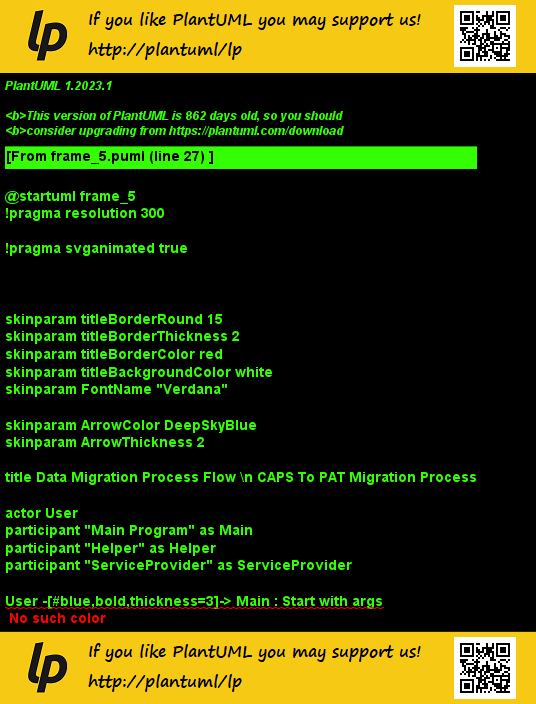 lp
If you like PlantUML you may support us!
http://plantuml/lp
PlantUML 1.2023.1
<b>This version of PlantUML is 862 days old, so you should
<b>consider upgrading from https://plantuml.com/download
[From frame_5.puml (line 27) ]
@startuml frame_5
!pragma resolution 300
!pragma svganimated true
skinparam titleBorderRound 15
skinparam titleBorderThickness 2
skinparam titleBorderColor red
skinparam titleBackgroundColor white
skinparam FontName "Verdana"
skinparam ArrowColor DeepSkyBlue
skinparam ArrowThickness 2
title Data Migration Process Flow \n CAPS To PAT Migration Process
actor User
participant "Main Program" as Main
participant "Helper" as Helper
participant "ServiceProvider" as ServiceProvider
User -[#blue,bold,thickness=3]-> Main : Start with args
No such color
lp
If you like PlantUML you may support us!
http://plantuml/lp